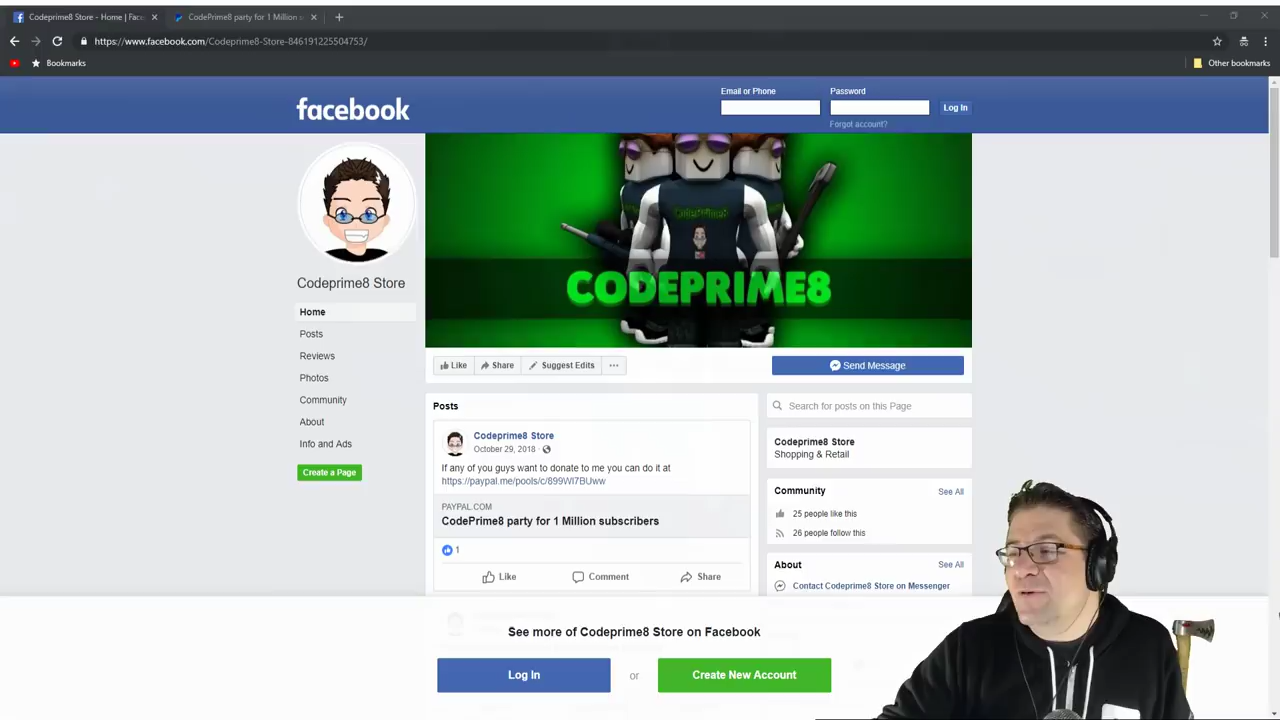 Codeprime8 Store - Home | Face
CodePrime8 party for 1 Million s
https://www.facebook.com/Codeprime8-Store-846191225504753/
Bookmarks
Other bookmarks
facebook
Email or Phone
Password
Log In
Forgot account?
CODEPRIME8
Codeprime8 Store
Home
Posts
Reviews
Photos
Community
About
Info and Ads
Create a Page
Like
Share
Suggest Edits
Send Message
Posts
Codeprime8 Store
October 29, 2018
If any of you guys want to donate to me you can do it at
https://paypal.me/pools/c/899Wl7BUww
PAYPAL.COM
CodePrime8 party for 1 Million subscribers
1
Like
Comment
Share
Search for posts on this Page
Codeprime8 Store
Shopping & Retail
Community
See All
25 people like this
26 people follow this
About
See All
Contact Codeprime8 Store on Messenger
See more of Codeprime8 Store on Facebook
Log In
or
Create New Account